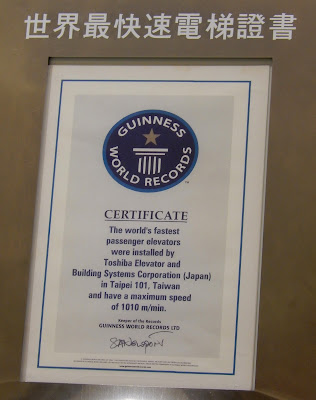 世界最快速電梯證書
GUINNESS
WORLD RECORDS
TM
CERTIFICATE
The world's fastest
passenger elevators
were installed by
Toshiba Elevator and
Building Systems Corporation (Japan)
in Taipei 101, Taiwan
and have a maximum speed
of 1010 m/min.
Keeper of the Records
GUINNESS WORLD RECORDS LTD